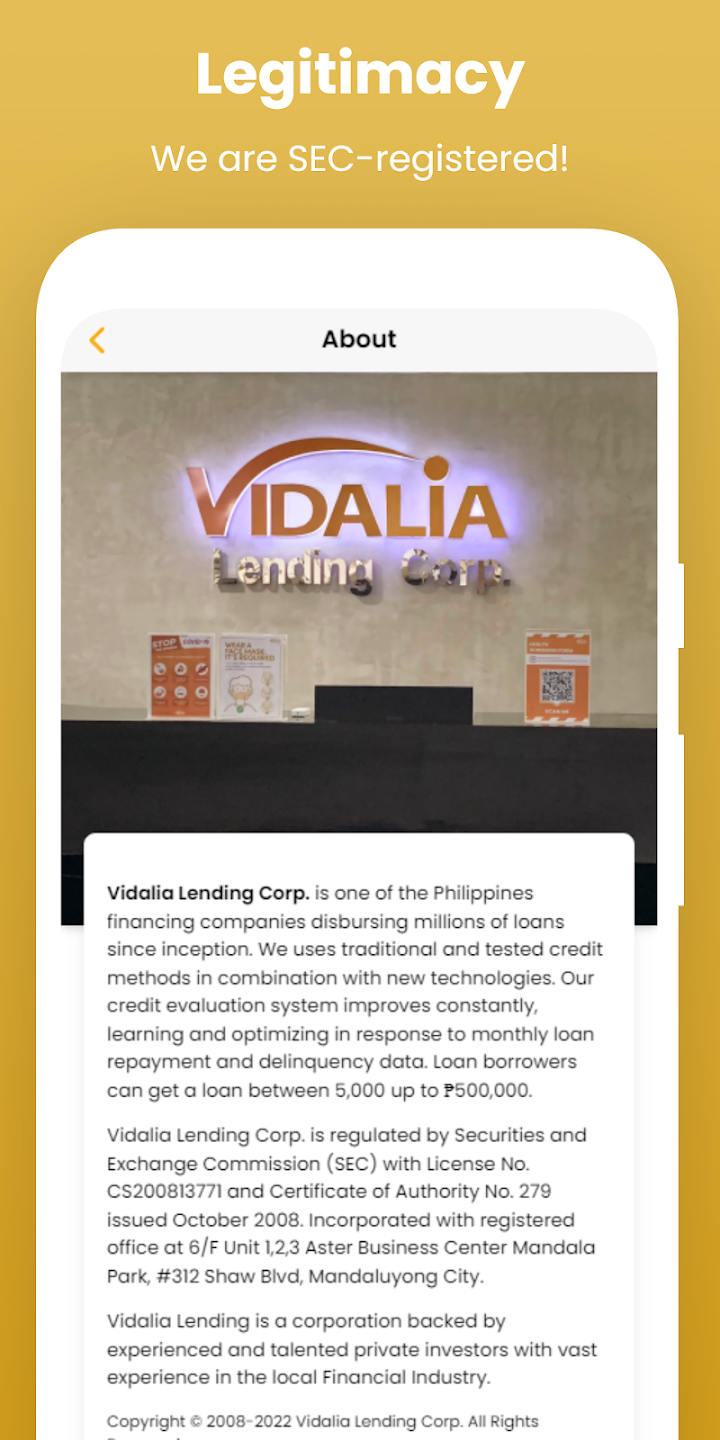 Legitimacy
We are SEC-registered!
About
VIDALIA
Lending Corp.
STOP COVID-19
WEAR A
FACE MASK,
IT'S REQUIRED
SCAN ME
Vidalia Lending Corp. is one of the Philippines
financing companies disbursing millions of loans
since inception. We uses traditional and tested credit
methods in combination with new technologies. Our
credit evaluation system improves constantly,
learning and optimizing in response to monthly loan
repayment and delinquency data. Loan borrowers
can get a loan between 5,000 up to ₱500,000.
Vidalia Lending Corp. is regulated by Securities and
Exchange Commission (SEC) with License No.
CS200813771 and Certificate of Authority No. 279
issued October 2008. Incorporated with registered
office at 6/F Unit 1,2,3 Aster Business Center Mandala
Park, #312 Shaw Blvd, Mandaluyong City.
Vidalia Lending is a corporation backed by
experienced and talented private investors with vast
experience in the local Financial Industry.
Copyright © 2008-2022 Vidalia Lending Corp. All Rights